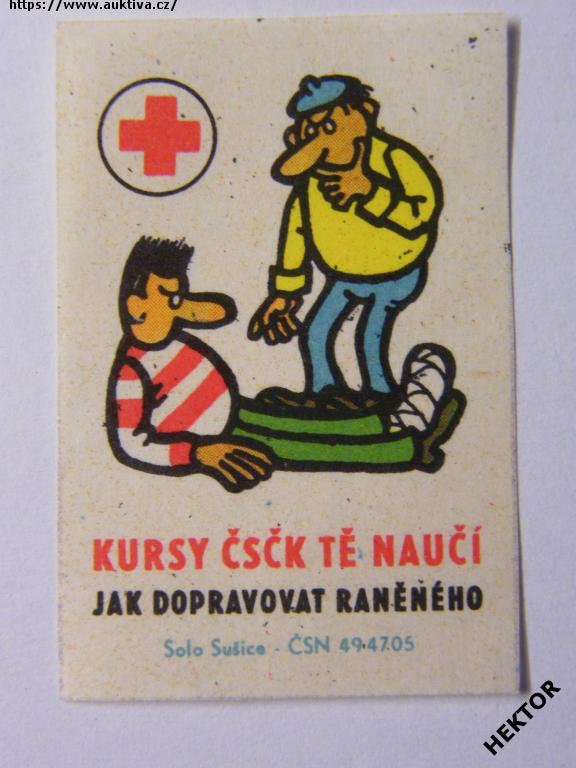 https://www.auktiva.cz/
KURSY ČSČK TĚ NAUČÍ
JAK DOPRAVOVAT RANĚNÉHO
Solo Sušice - ČSN 49.47.05
HEKTOR